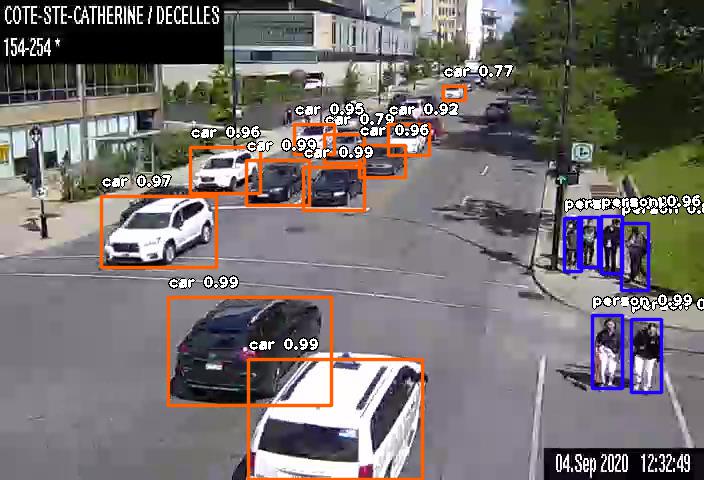 COTE-STE-CATHERINE / DECELLES
154-254 *
car 0.77
car 0.95
car 0.92
car 0.79
car 0.96
car 0.96
car 0.99
car 0.99
car 0.97
person 0.96
car 0.99
person 0.99
car 0.99
04.Sep 2020 12:32:49